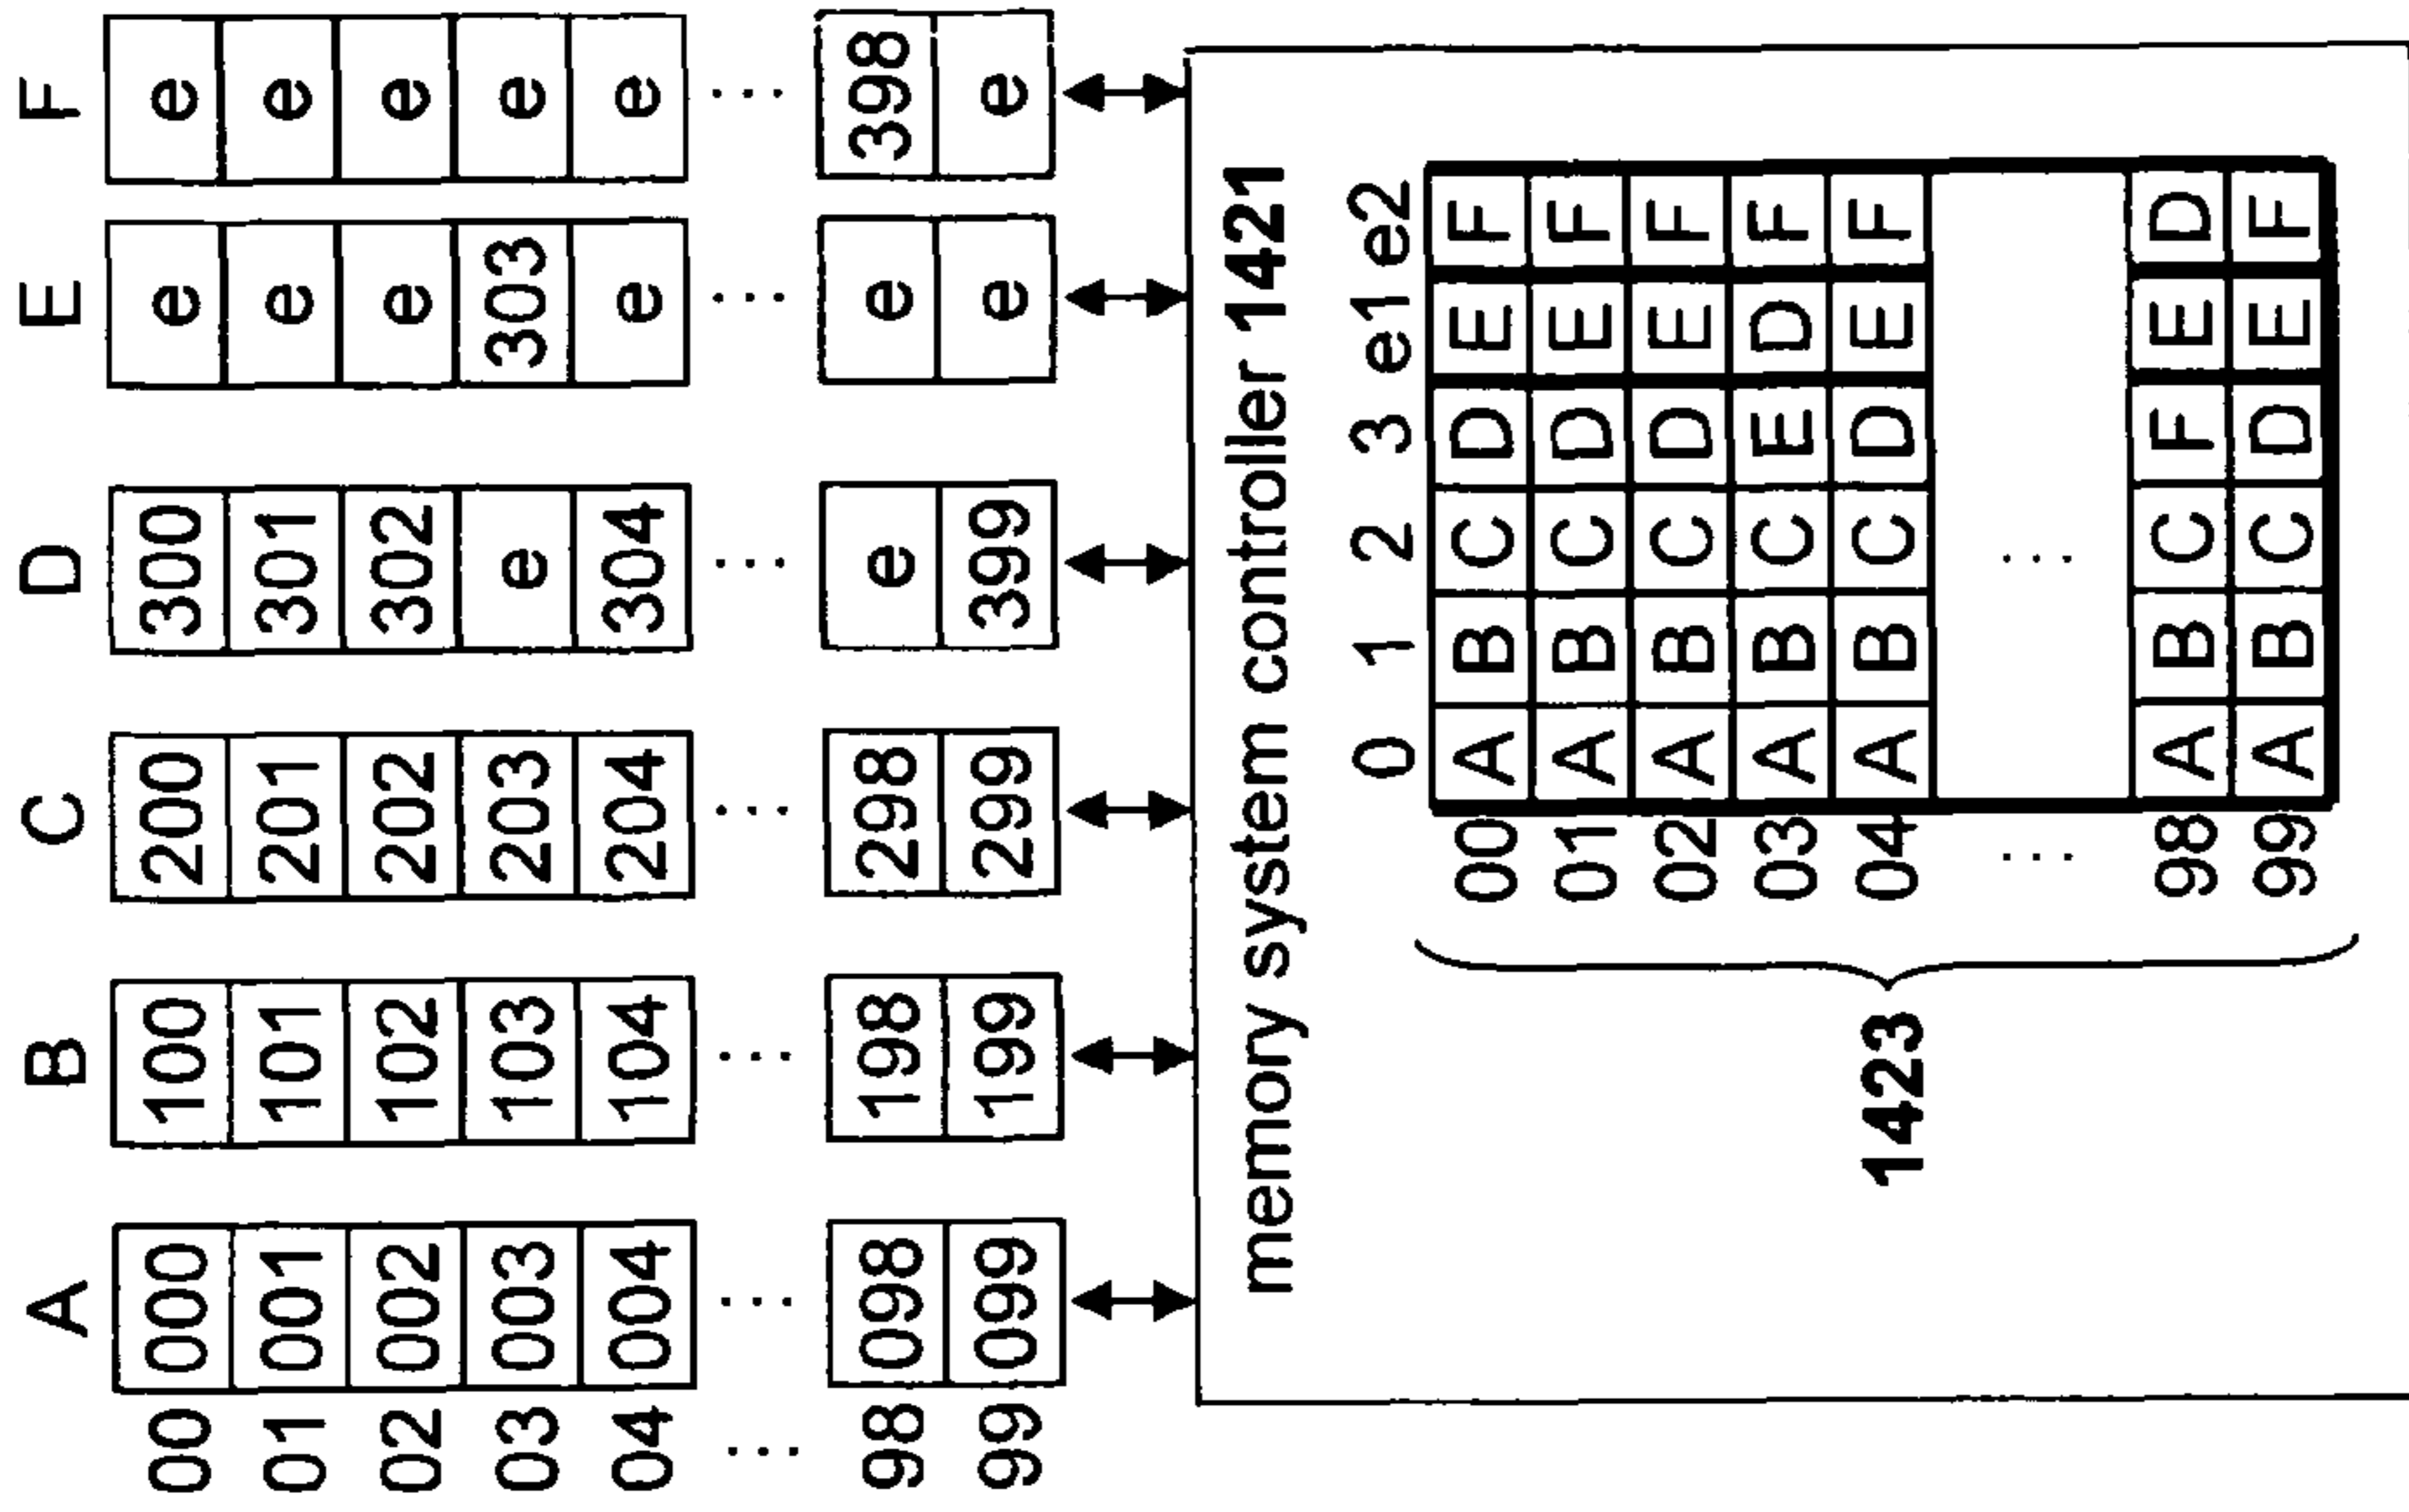 A B C D E F
00 000 100 200 300 e e
01 001 101 201 301 e e
02 002 102 202 302 e e
03 003 103 203 e 303 e
04 004 104 204 304 e e
... ... ... ... ... ... ...
98 098 198 298 e e 398
99 099 199 299 399 e e
memory system controller 1421
0 1 2 3 e1 e2
00 A B C D E F
01 A B C D E F
02 A B C D E F
03 A B C E D F
04 A B C D E F
... ...
98 A B C F E D
99 A B C D E F
1423